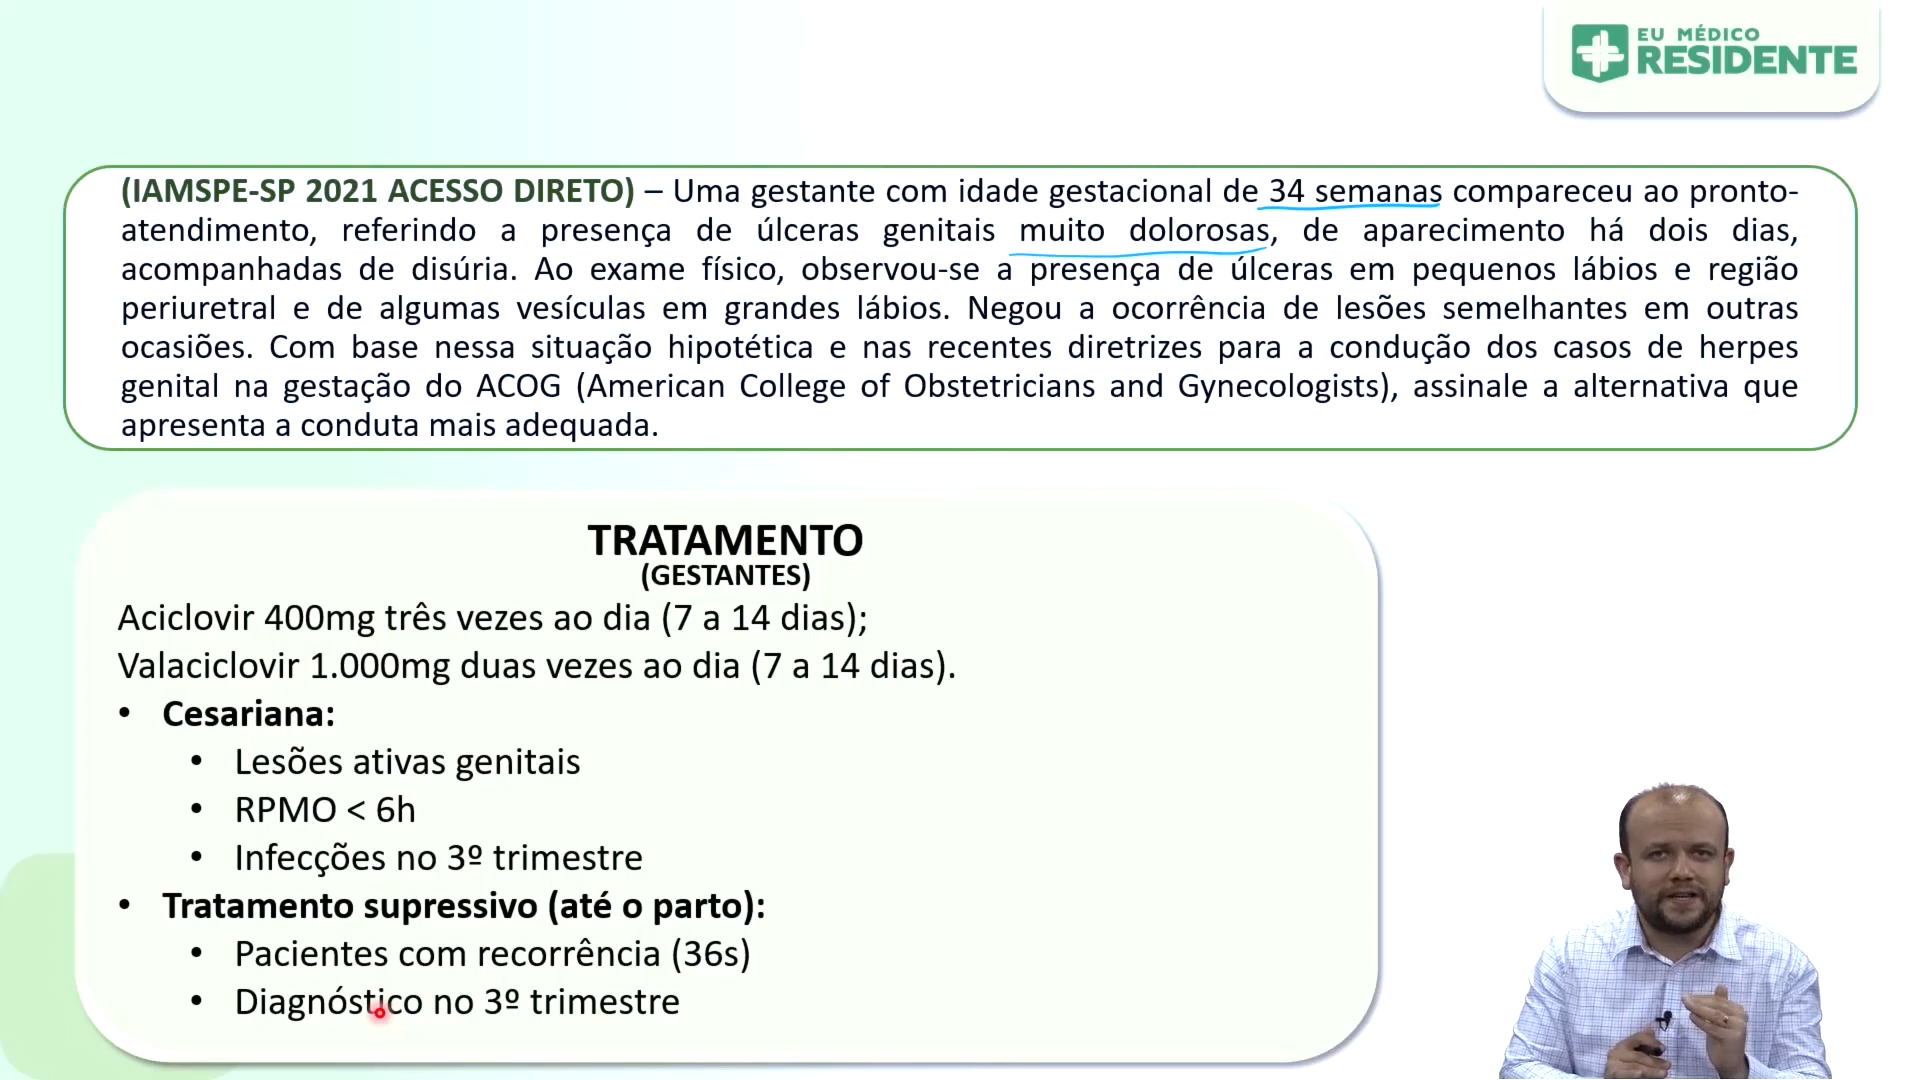 EU MÉDICO
RESIDENTE
(IAMSPE-SP 2021 ACESSO DIRETO) – Uma gestante com idade gestacional de 34 semanas compareceu ao pronto-
atendimento, referindo a presença de úlceras genitais muito dolorosas, de aparecimento há dois dias,
acompanhadas de disúria. Ao exame físico, observou-se a presença de úlceras em pequenos lábios e região
periuretral e de algumas vesículas em grandes lábios. Negou a ocorrência de lesões semelhantes em outras
ocasiões. Com base nessa situação hipotética e nas recentes diretrizes para a condução dos casos de herpes
genital na gestação do ACOG (American College of Obstetricians and Gynecologists), assinale a alternativa que
apresenta a conduta mais adequada.
TRATAMENTO
(GESTANTES)
Aciclovir 400mg três vezes ao dia (7 a 14 dias);
Valaciclovir 1.000mg duas vezes ao dia (7 a 14 dias).
• Cesariana:
• Lesões ativas genitais
• RPMO < 6h
• Infecções no 3º trimestre
• Tratamento supressivo (até o parto):
• Pacientes com recorrência (36s)
• Diagnóstico no 3º trimestre